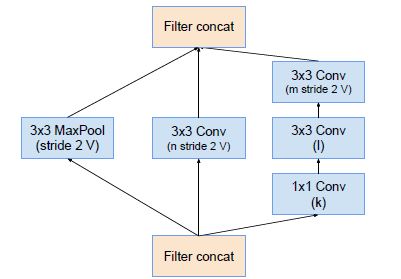 Filter concat
3x3 Conv
(m stride 2 V)
3x3 MaxPool
(stride 2 V)
3x3 Conv
(n stride 2 V)
3x3 Conv
(l)
1x1 Conv
(k)
Filter concat